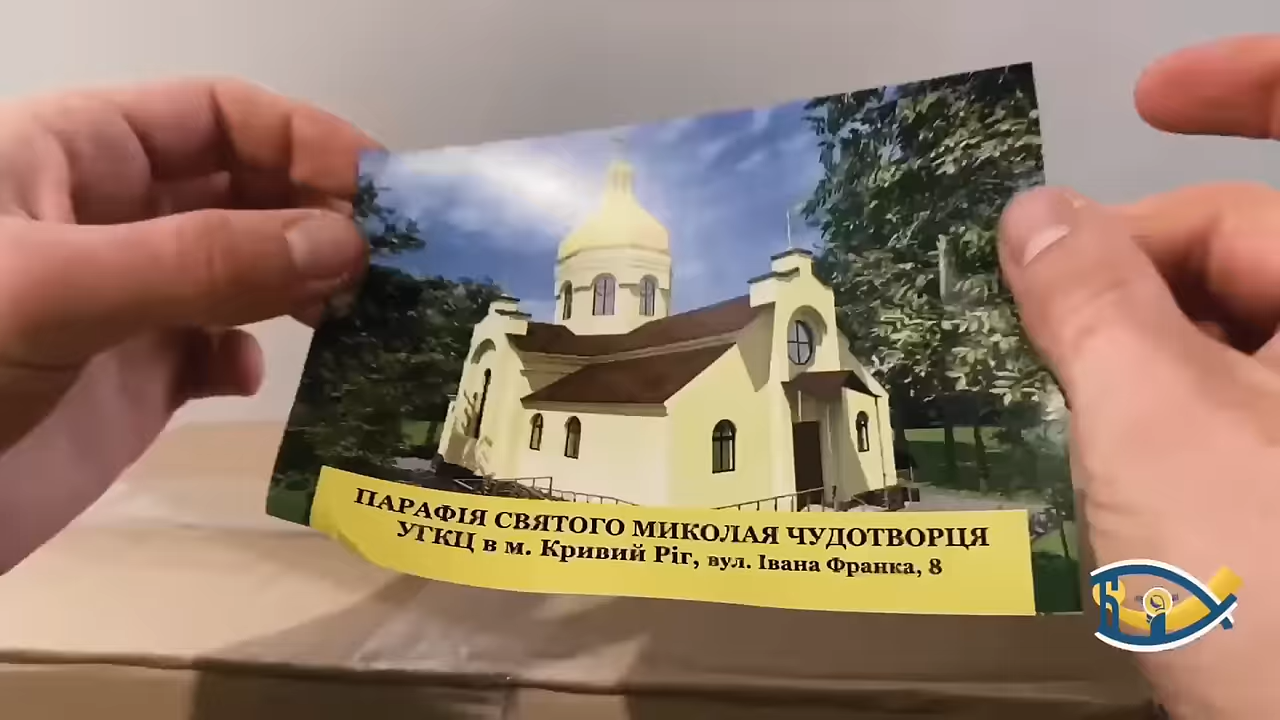 ПАРАФІЯ СВЯТОГО МИКОЛАЯ ЧУДОТВОРЦЯ
УГКЦ в м. Кривий Ріг, вул. Івана Франка, 8